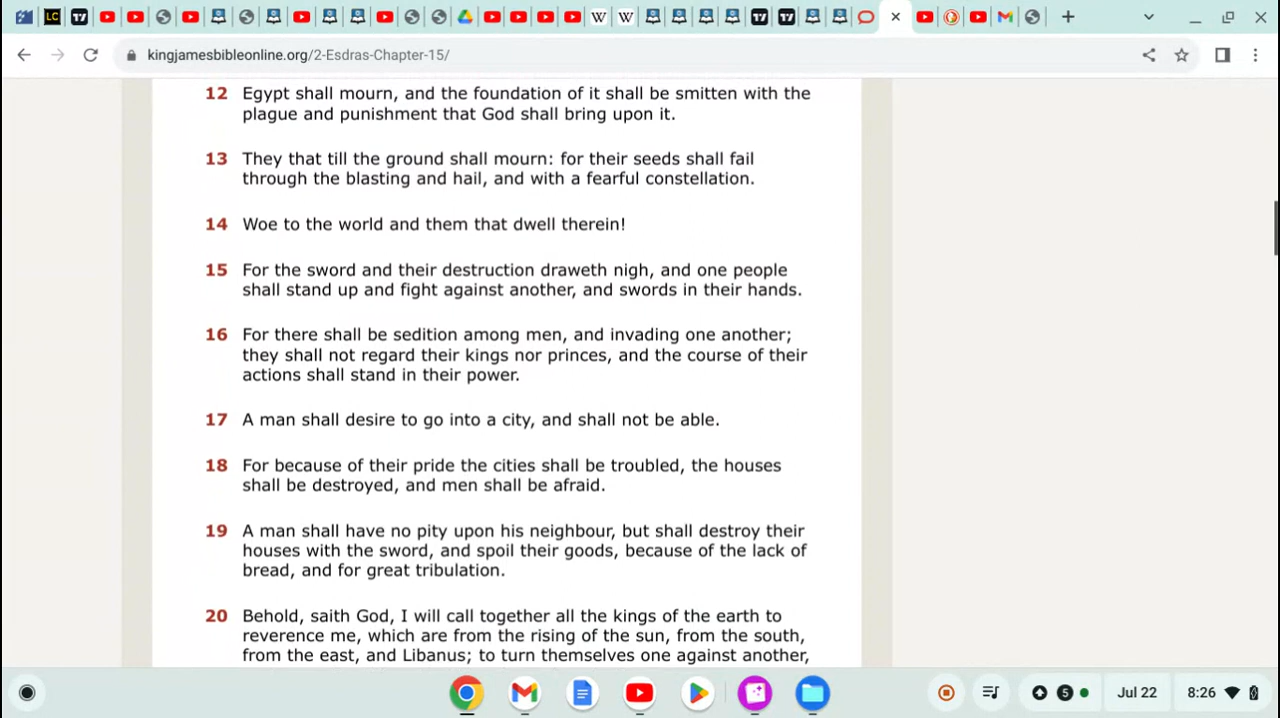 kingjamesbibleonline.org/2-Esdras-Chapter-15/
12 Egypt shall mourn, and the foundation of it shall be smitten with the
plague and punishment that God shall bring upon it.
13 They that till the ground shall mourn: for their seeds shall fail
through the blasting and hail, and with a fearful constellation.
14 Woe to the world and them that dwell therein!
15 For the sword and their destruction draweth nigh, and one people
shall stand up and fight against another, and swords in their hands.
16 For there shall be sedition among men, and invading one another;
they shall not regard their kings nor princes, and the course of their
actions shall stand in their power.
17 A man shall desire to go into a city, and shall not be able.
18 For because of their pride the cities shall be troubled, the houses
shall be destroyed, and men shall be afraid.
19 A man shall have no pity upon his neighbour, but shall destroy their
houses with the sword, and spoil their goods, because of the lack of
bread, and for great tribulation.
20 Behold, saith God, I will call together all the kings of the earth to
reverence me, which are from the rising of the sun, from the south,
from the east, and Libanus; to turn themselves one against another,
5 Jul 22 8:26